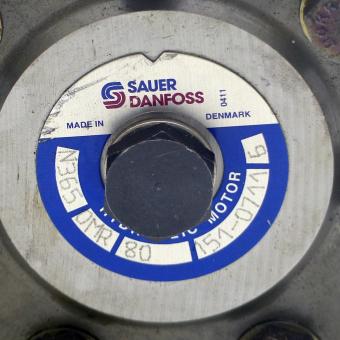 SAUER
DANFOSS
0411
MADE IN DENMARK
N365 OMR 80 151-0711 6
MOTOR